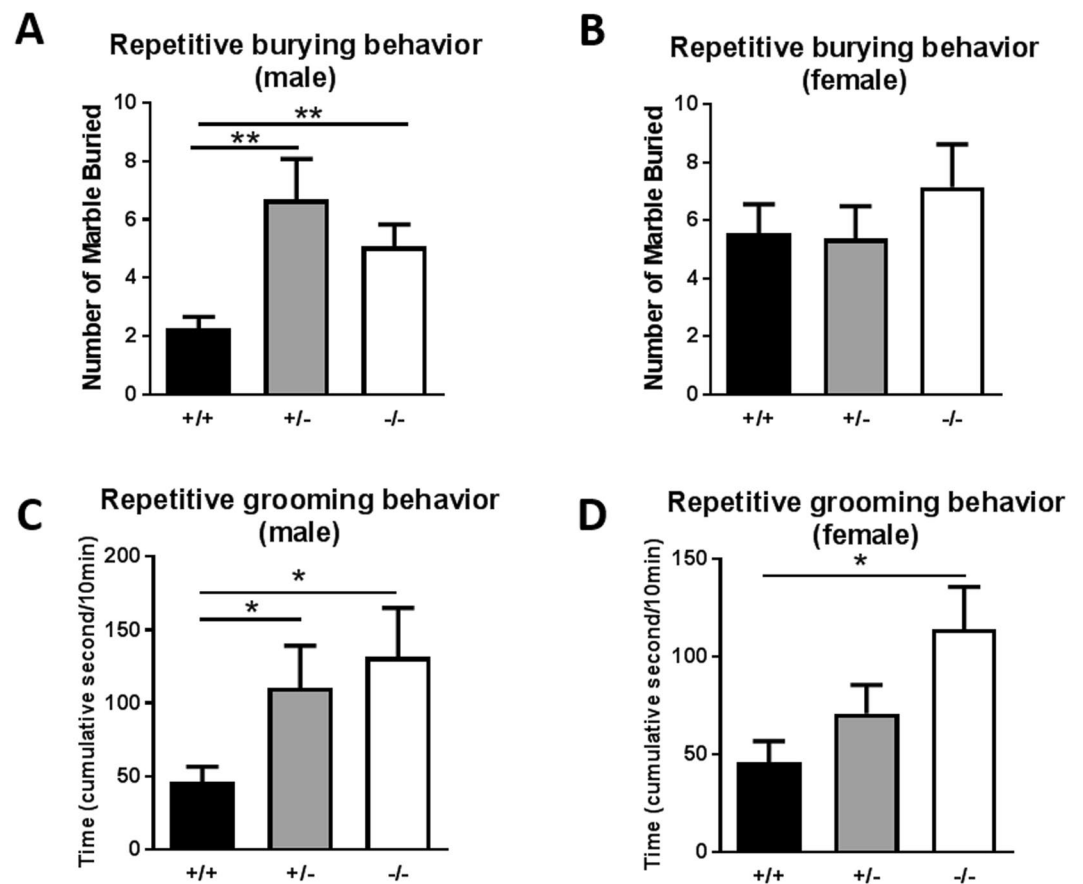 A
Repetitive burying behavior
(male)
Number of Marble Buried
10
8
6
4
2
0
**
**
+/+
+/-
-/-
B
Repetitive burying behavior
(female)
Number of Marble Buried
10
8
6
4
2
0
+/+
+/-
-/-
C
Repetitive grooming behavior
(male)
Time (cumulative second/10min)
200
150
100
50
0
*
*
+/+
+/-
-/-
D
Repetitive grooming behavior
(female)
Time (cumulative second/10min)
150
100
50
0
*
+/+
+/-
-/-